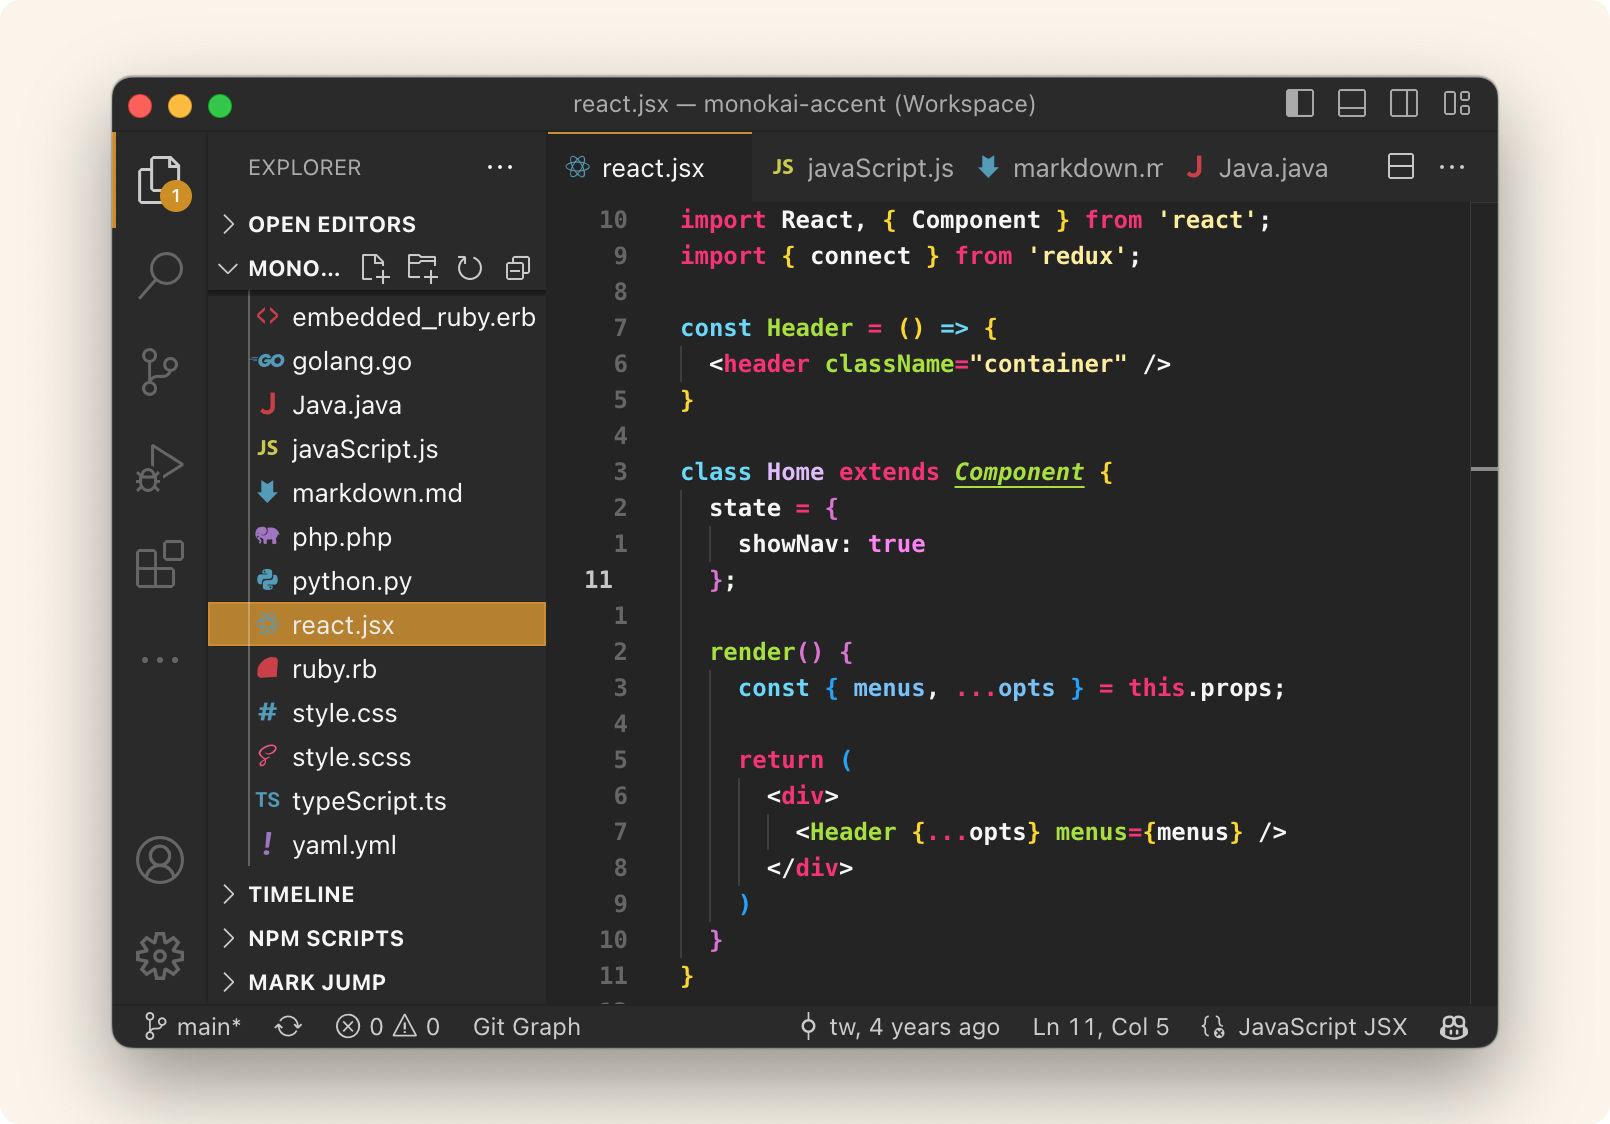 react.jsx — monokai-accent (Workspace)
EXPLORER
1
OPEN EDITORS
MONO...
embedded_ruby.erb
GO golang.go
J Java.java
JS javaScript.js
markdown.md
php.php
python.py
react.jsx
ruby.rb
# style.css
style.scss
TS typeScript.ts
! yaml.yml
TIMELINE
NPM SCRIPTS
MARK JUMP
react.jsx JS javaScript.js markdown.m J Java.java
10 import React, { Component } from 'react';
9 import { connect } from 'redux';
8
7 const Header = () => {
6 <header className="container" />
5 }
4
3 class Home extends Component {
2 state = {
1 showNav: true
11 };
1
2 render() {
3 const { menus, ...opts } = this.props;
4
5 return (
6 <div>
7 <Header {...opts} menus={menus} />
8 </div>
9 )
10 }
11 }
main* 0 0 Git Graph tw, 4 years ago Ln 11, Col 5 JavaScript JSX